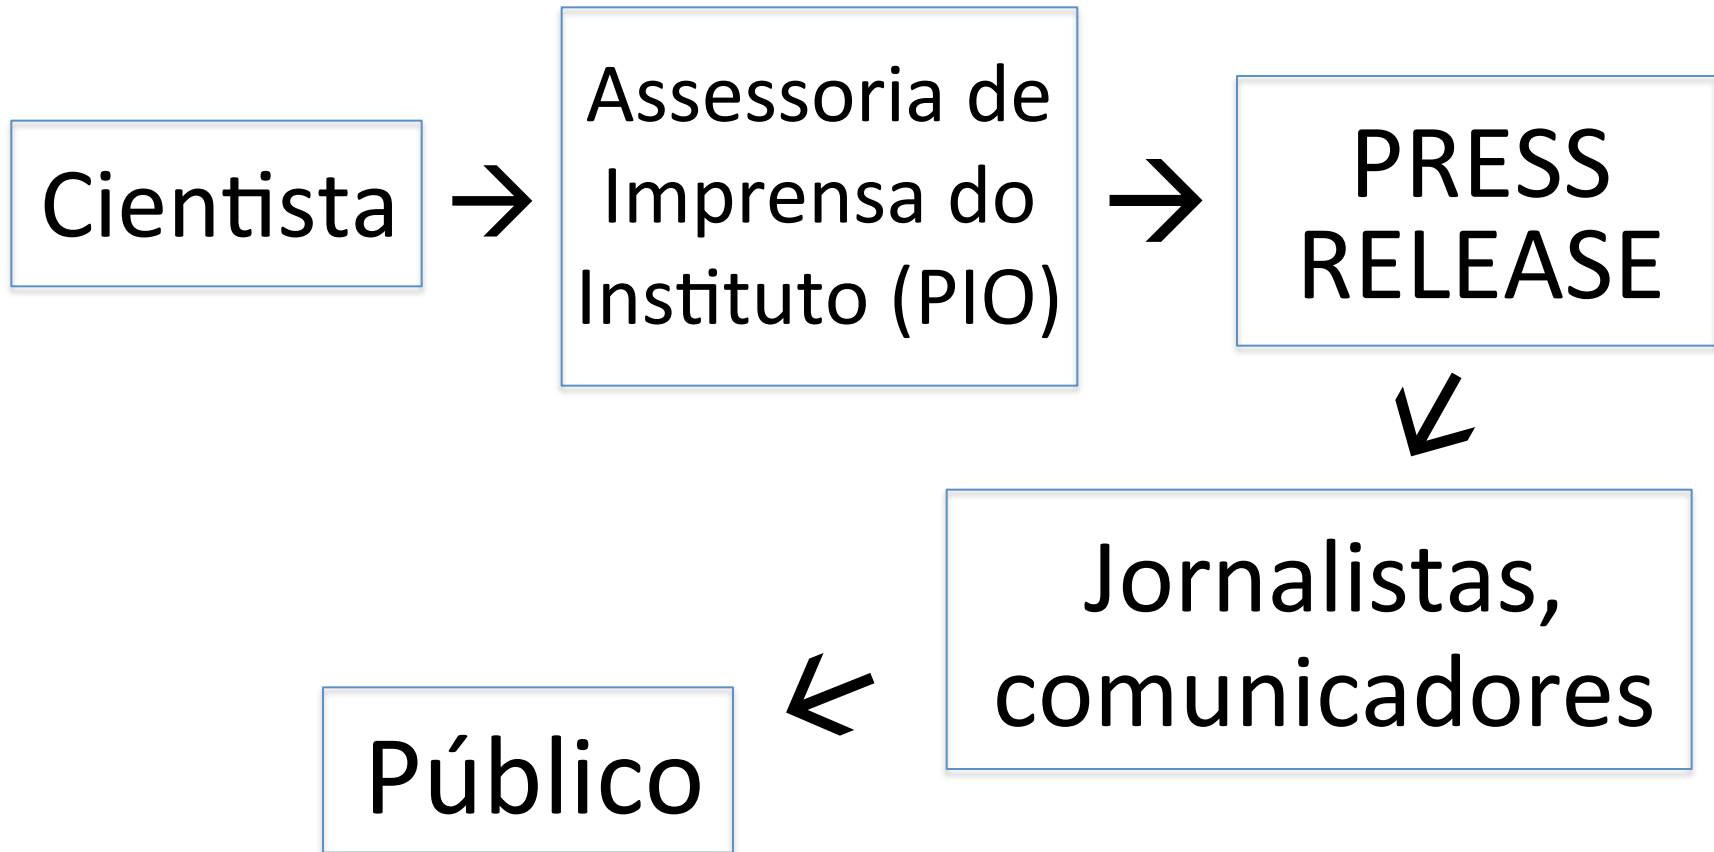 Cientista
Assessoria de
Imprensa do
Instituto (PIO)
PRESS
RELEASE
Jornalistas,
comunicadores
Público